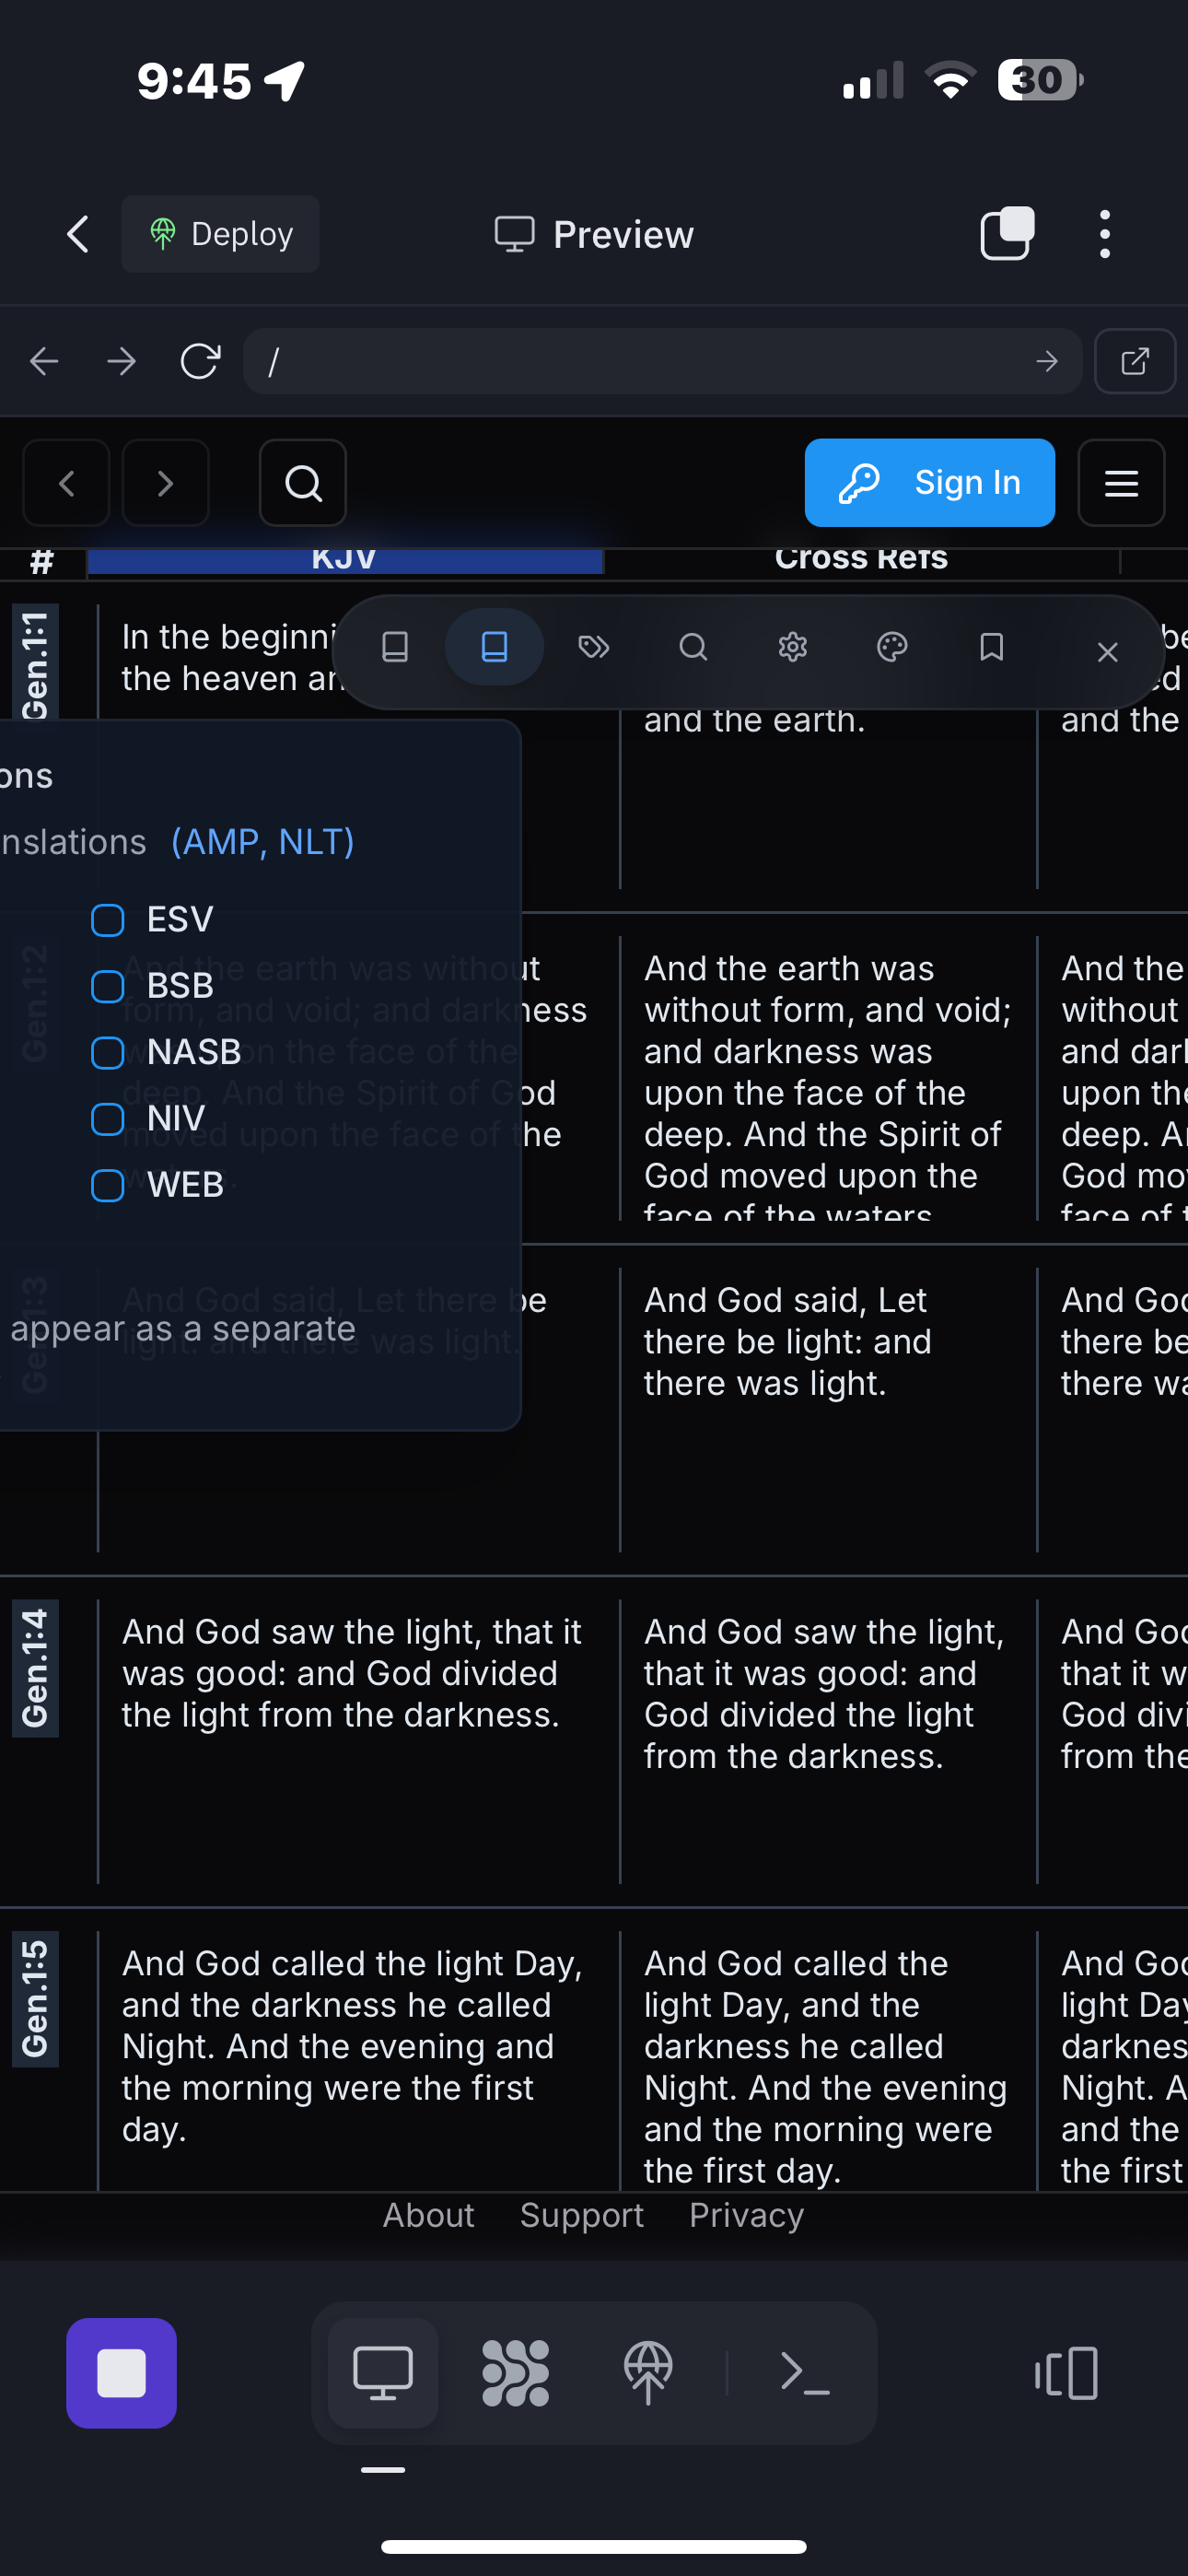 9:45
30
Deploy
Preview
/
Sign In
#
KJV
Cross Refs
Gen.1:1
In the beginni
the heaven an
and the earth.
be
ed
and the
ons
nslations (AMP, NLT)
ESV
BSB
NASB
NIV
WEB
appear as a separate
Gen.1:2
And the earth was without
form, and void; and darkness
was upon the face of the
deep. And the Spirit of God
moved upon the face of the
waters.
And the earth was
without form, and void;
and darkness was
upon the face of the
deep. And the Spirit of
God moved upon the
face of the waters
And the
without
and dark
upon the
deep. An
God mov
face of t
Gen.1:3
And God said, Let there be
light: and there was light.
And God said, Let
there be light: and
there was light.
And God
there be
there wa
Gen.1:4
And God saw the light, that it
was good: and God divided
the light from the darkness.
And God saw the light,
that it was good: and
God divided the light
from the darkness.
And God
that it w
God divi
from the
Gen.1:5
And God called the light Day,
and the darkness he called
Night. And the evening and
the morning were the first
day.
And God called the
light Day, and the
darkness he called
Night. And the evening
and the morning were
the first day.
And God
light Day
darknes
Night. A
and the
the first
About Support Privacy